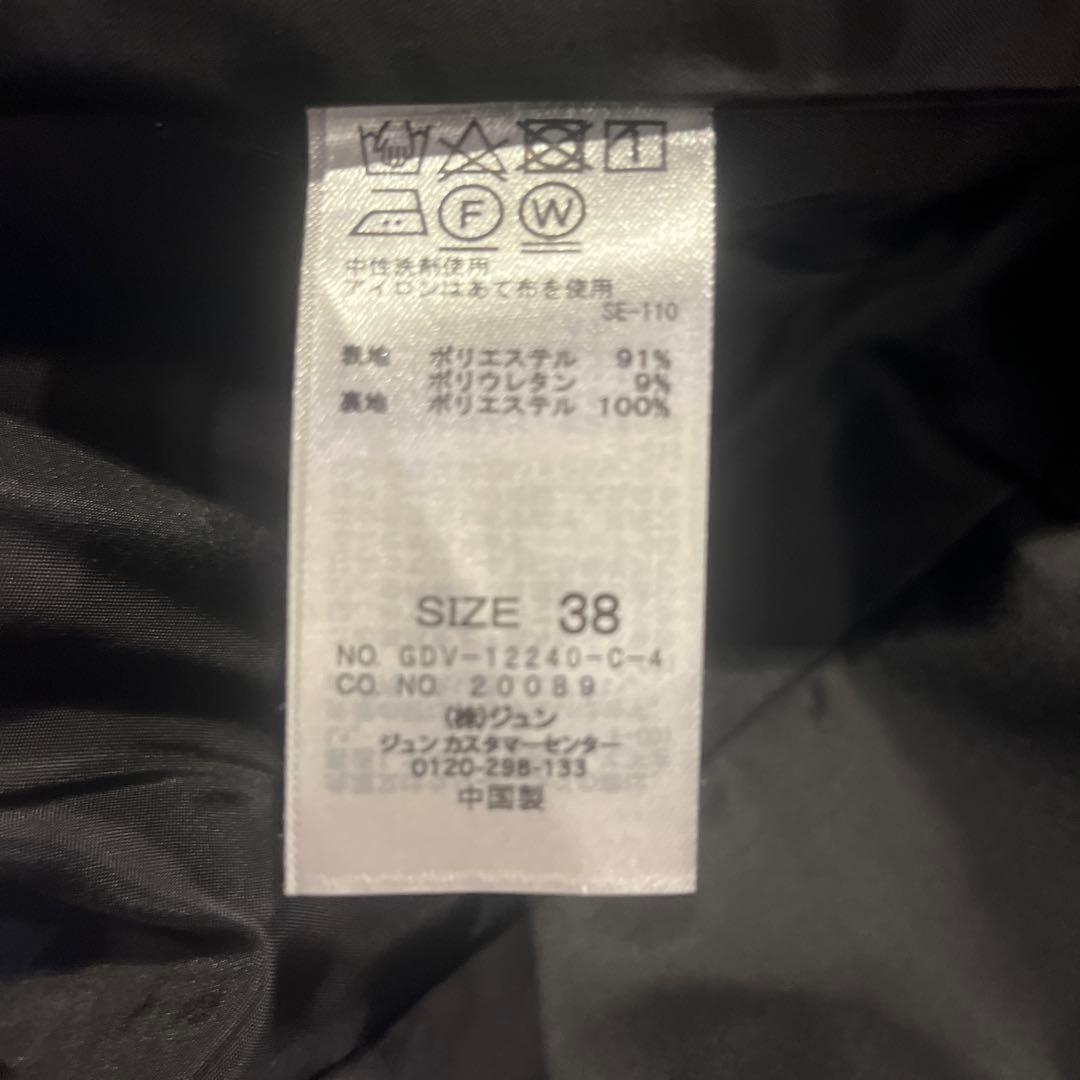 F W
中性洗剤使用
アイロンはあて布を使用
SE-110
表地 ポリエステル 91%
ポリウレタン 9%
裏地 ポリエステル 100%
SIZE 38
NO. GDV-12240-C-4
CO. NO. 20089
(株)ジュン
ジュン カスタマーセンター
0120-298-133
中国製